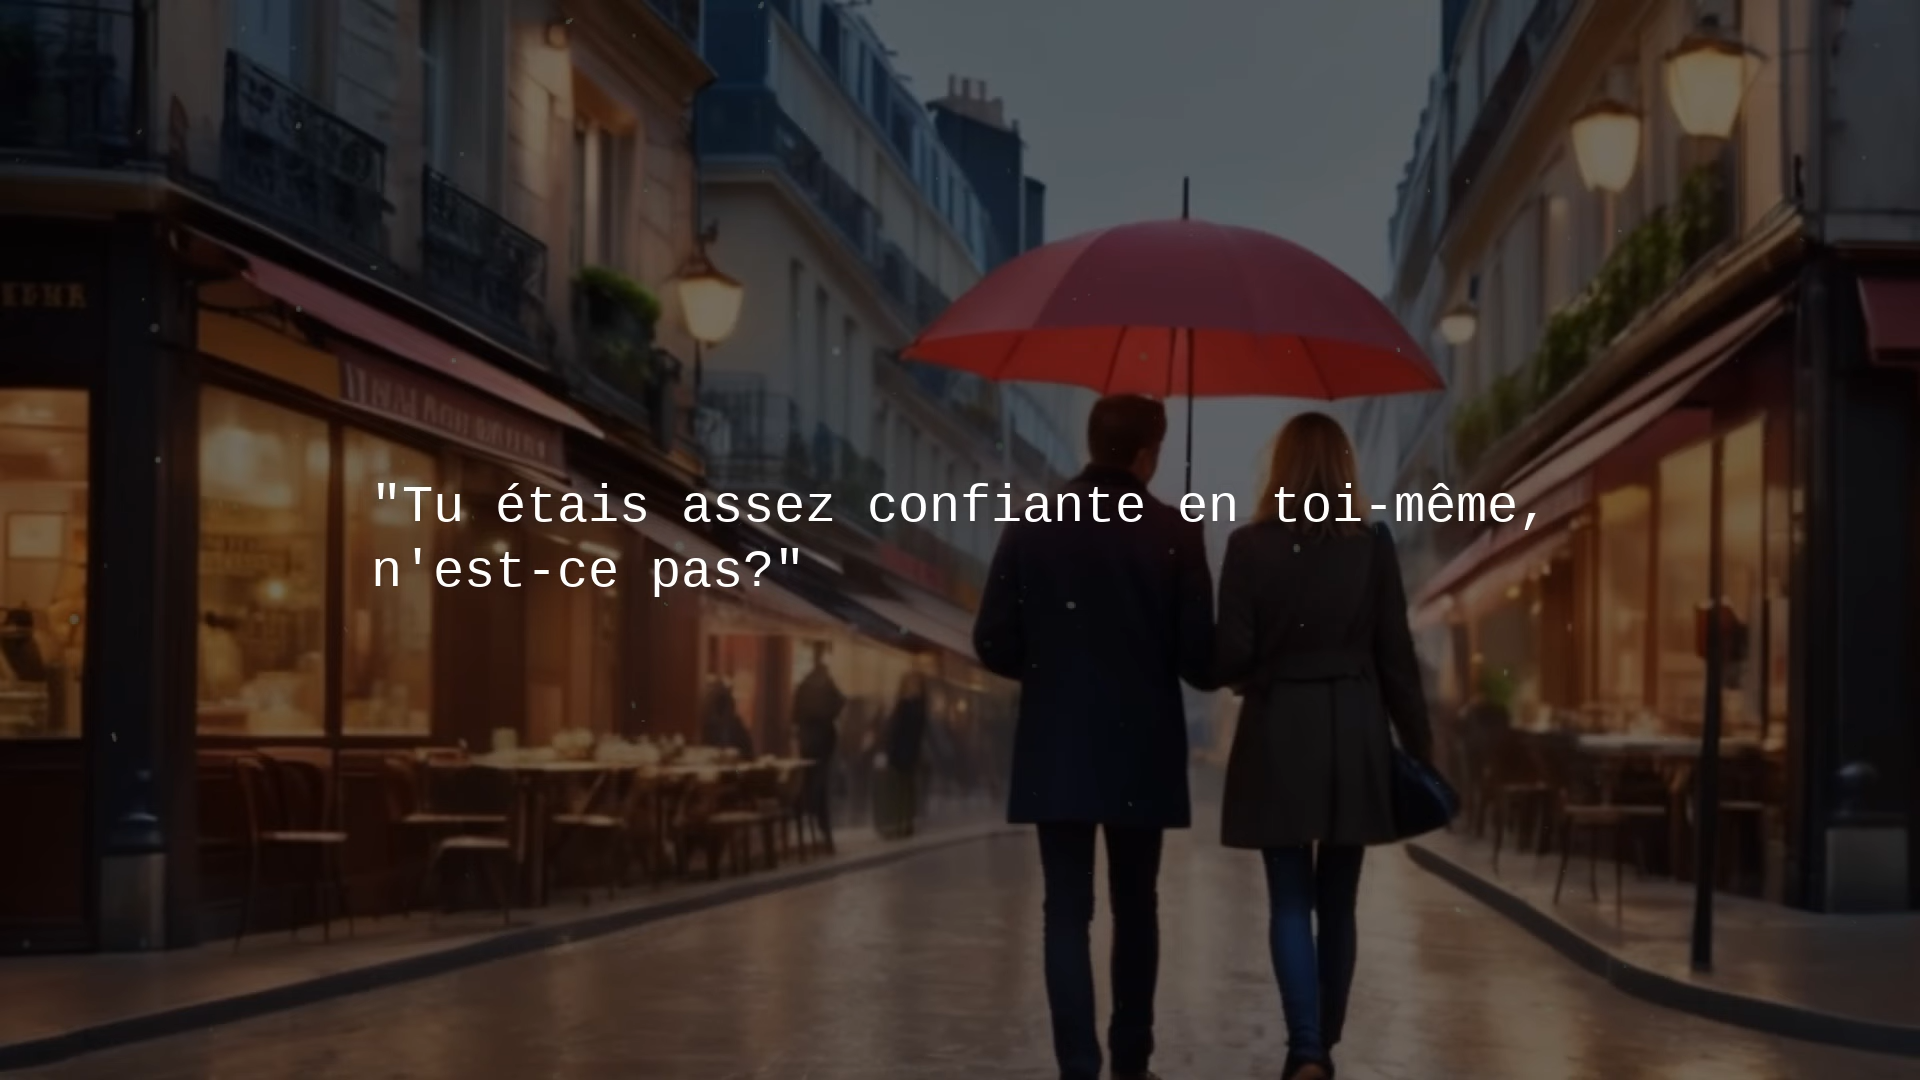 "Tu étais assez confiante en toi-même,
n'est-ce pas?"